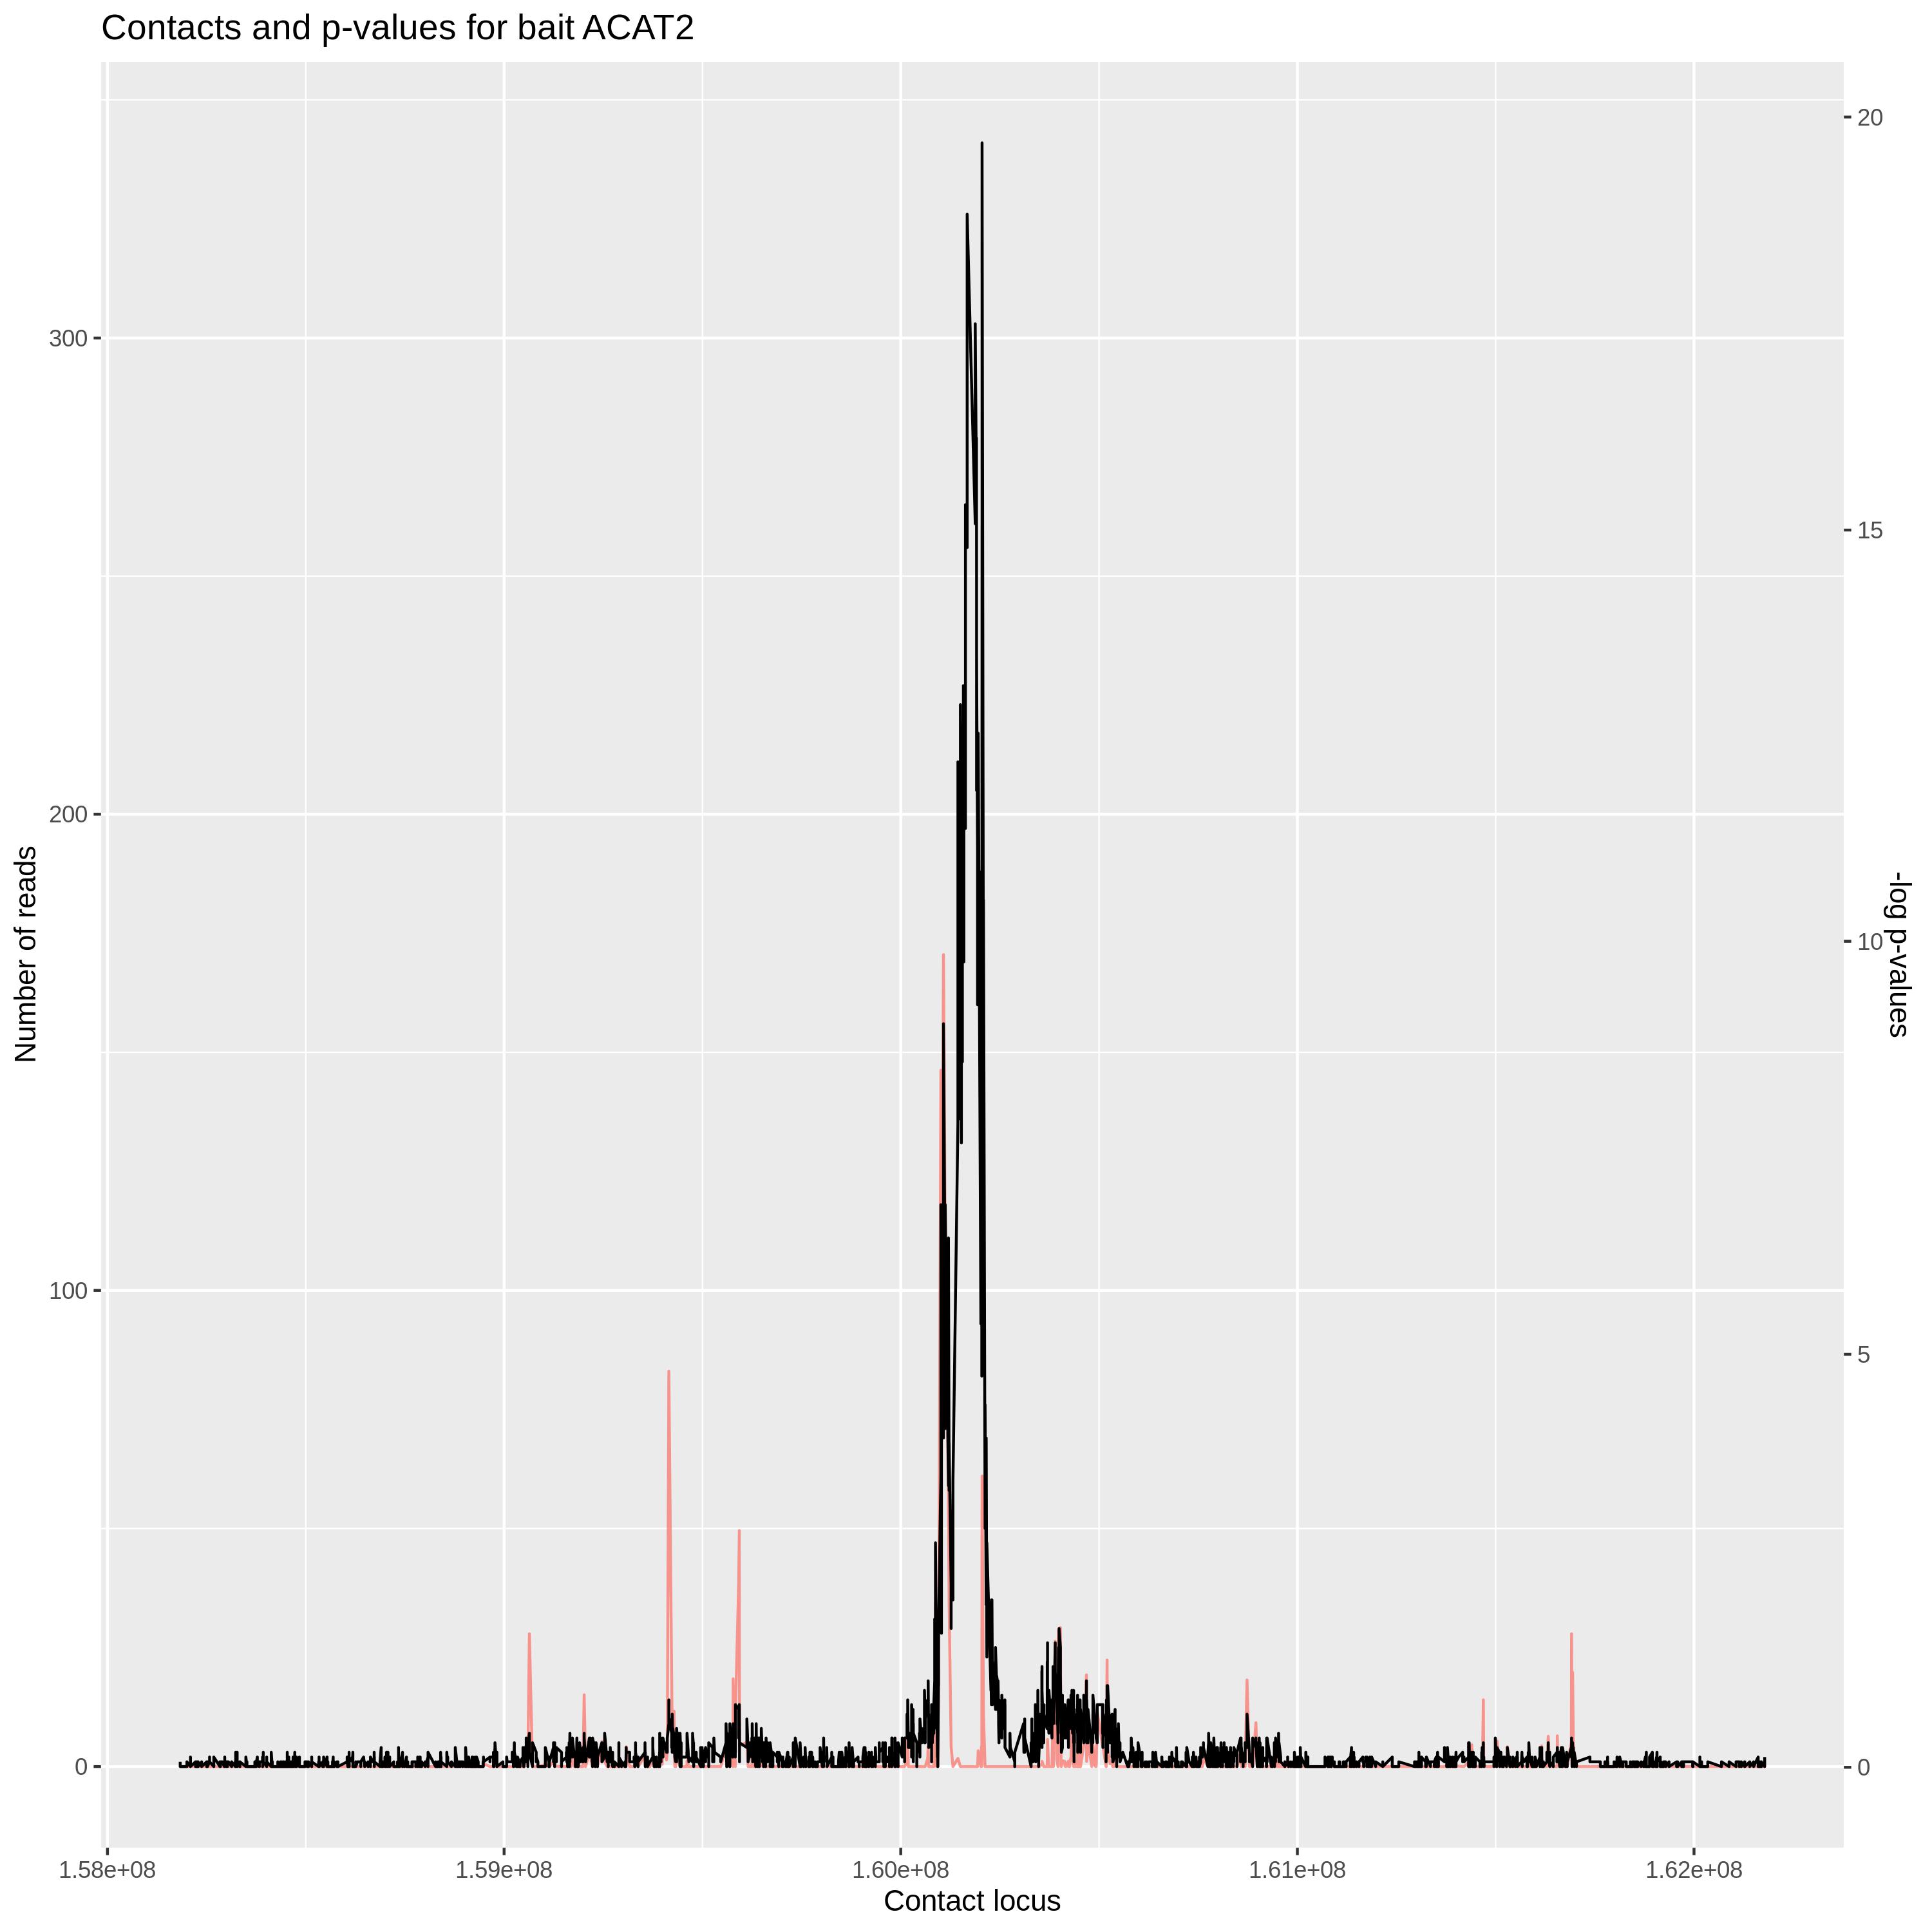 Contacts and p-values for bait ACAT2
Number of reads
300
200
100
0
20
15
10
5
0
-log p-values
1.58e+08
1.59e+08
1.60e+08
1.61e+08
1.62e+08
Contact locus